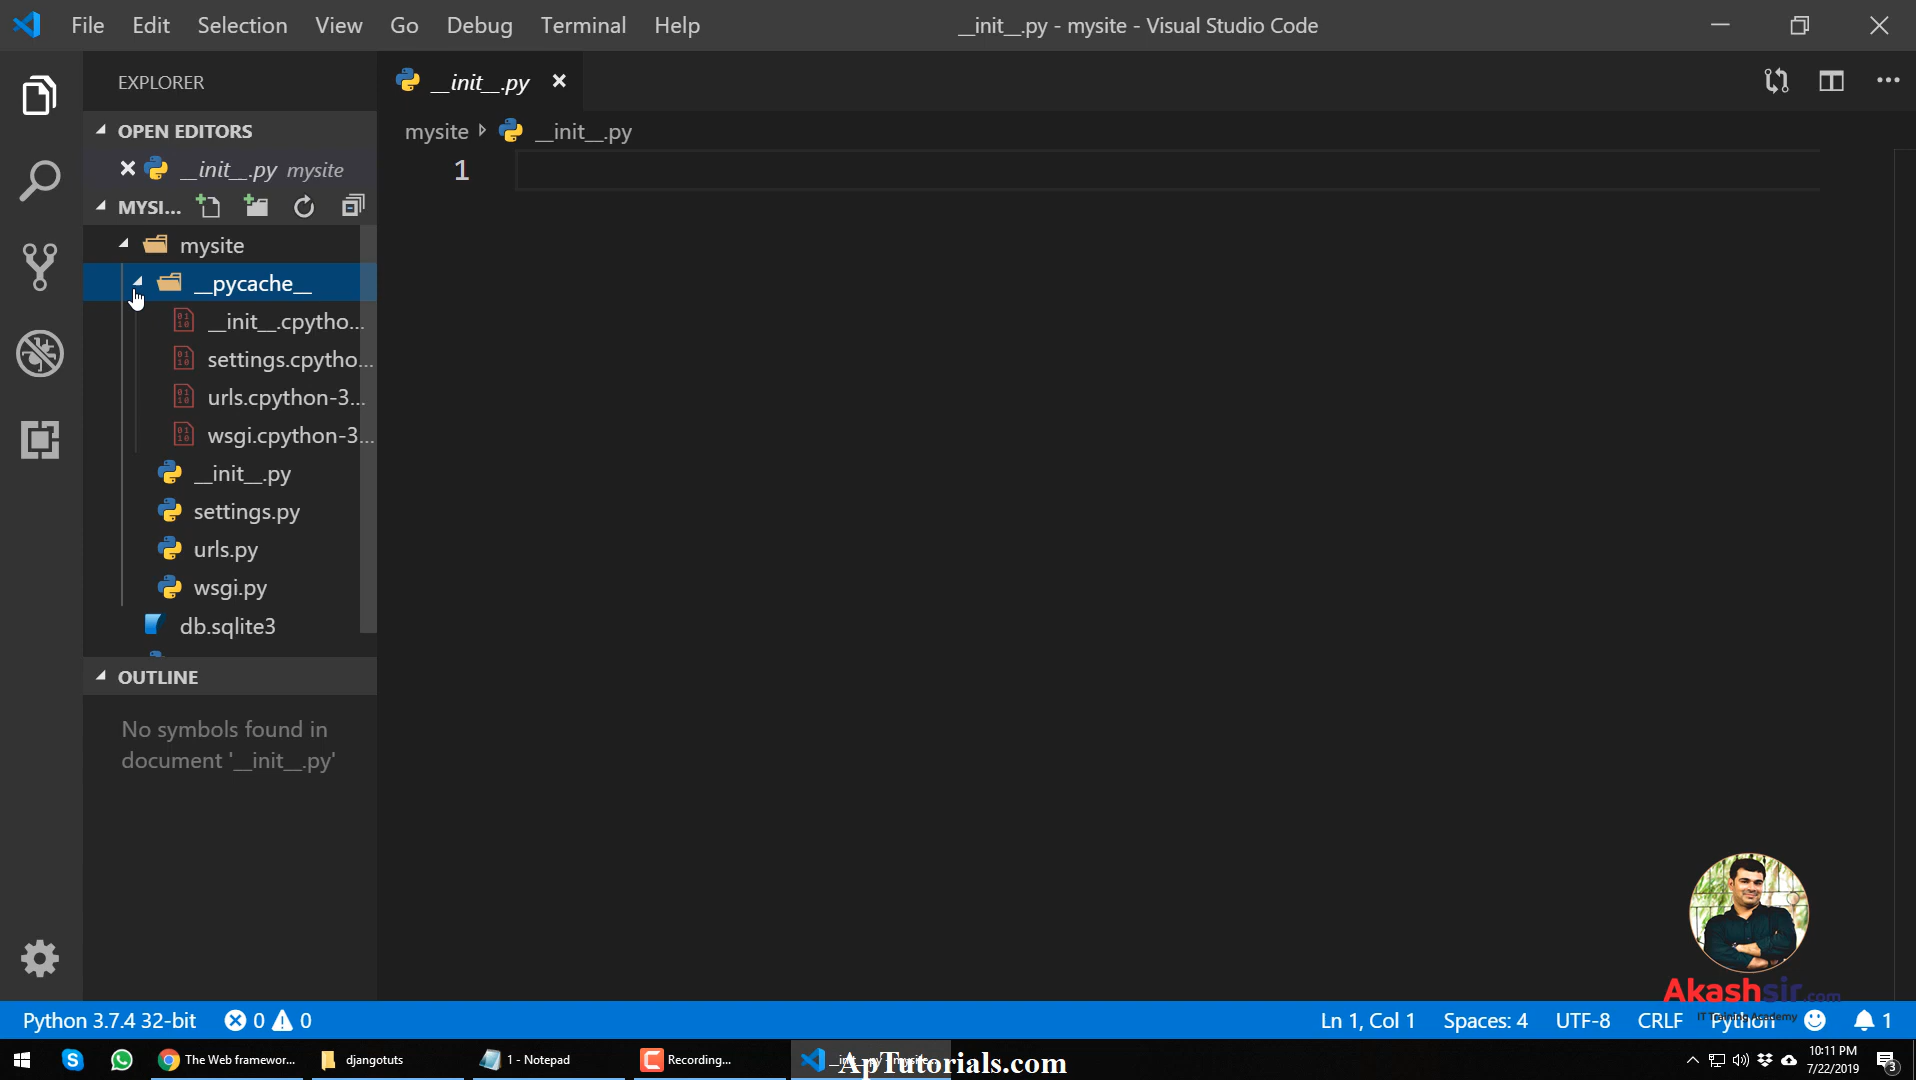 File Edit Selection View Go Debug Terminal Help
__init__.py - mysite - Visual Studio Code
EXPLORER
OPEN EDITORS
__init__.py mysite
MYSI...
mysite
__pycache__
__init__.cpytho...
settings.cpytho...
urls.cpython-3...
wsgi.cpython-3...
__init__.py
settings.py
urls.py
wsgi.py
db.sqlite3
OUTLINE
No symbols found in
document '__init__.py'
__init__.py
mysite __init__.py
1
Akashsir.com
IT Training Academy
Python 3.7.4 32-bit 0 0
Ln 1, Col 1 Spaces: 4 UTF-8 CRLF Python 1
The Web framewor... djangotuts 1 - Notepad Recording...
ApTutorials.com
10:11 PM
7/22/2019
3